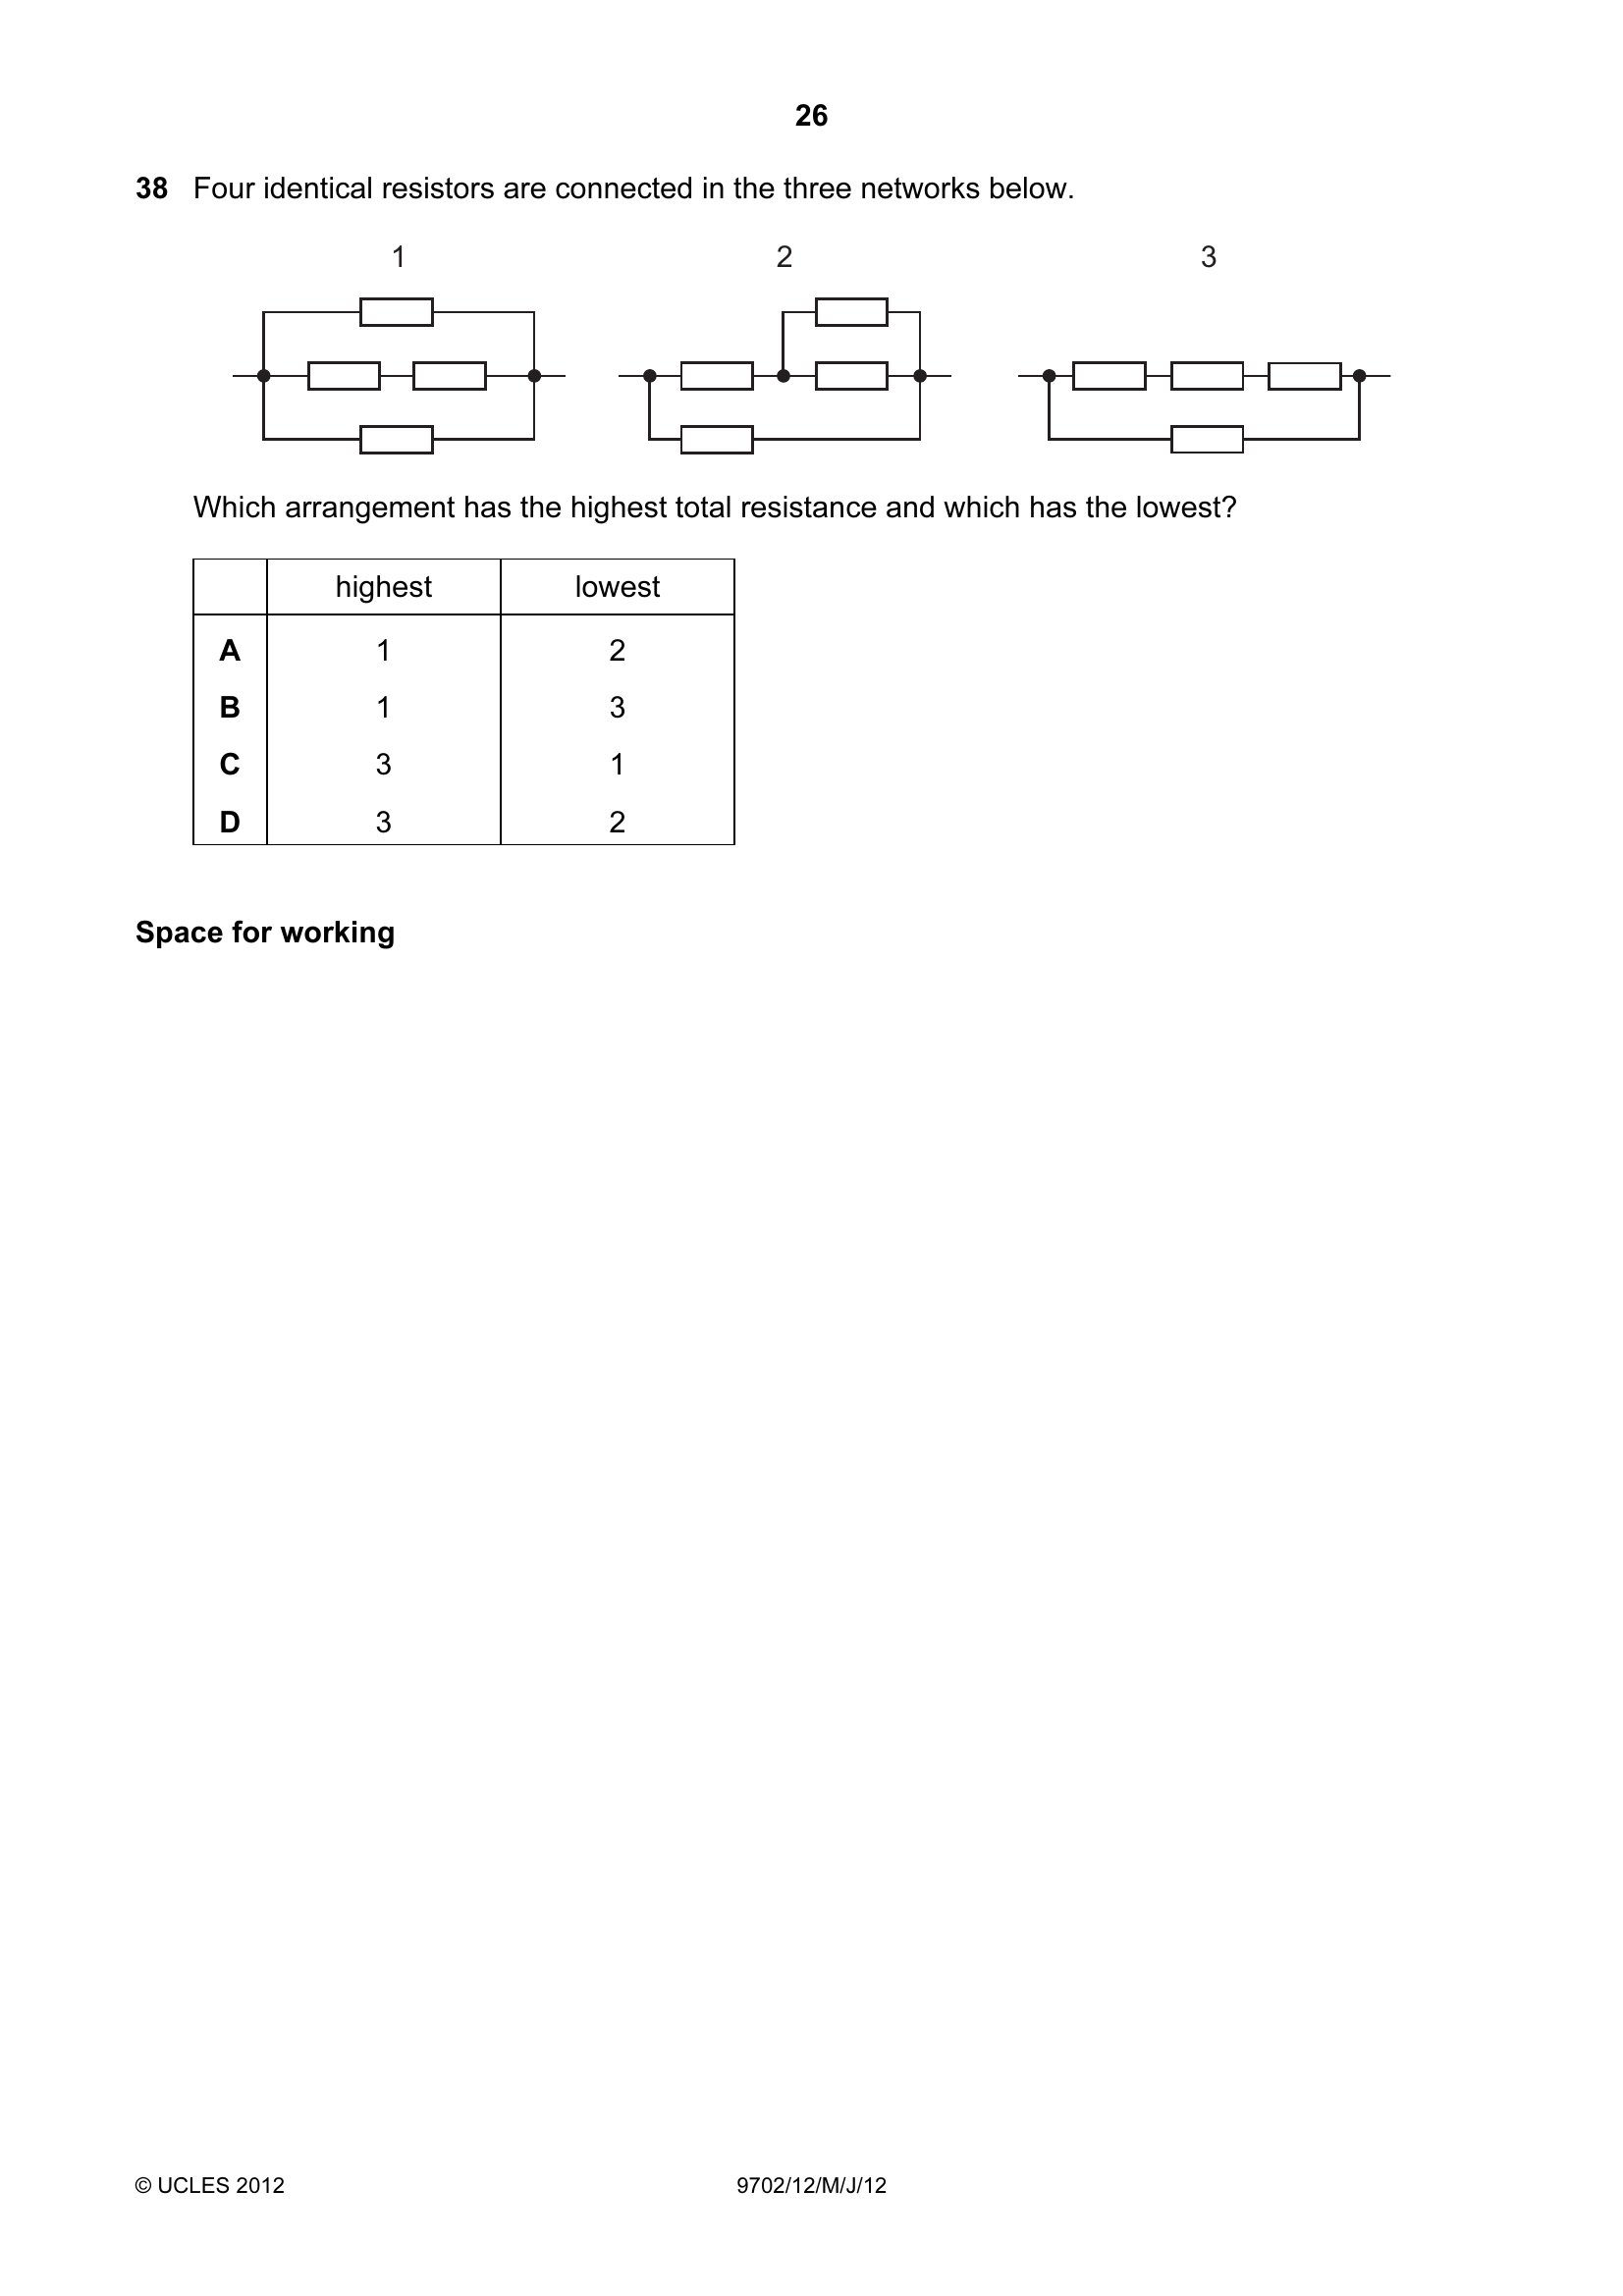 26
38 Four identical resistors are connected in the three networks below.
1 2 3
Which arrangement has the highest total resistance and which has the lowest?
highest lowest
A 1 2
B 1 3
C 3 1
D 3 2
Space for working
© UCLES 2012 9702/12/M/J/12